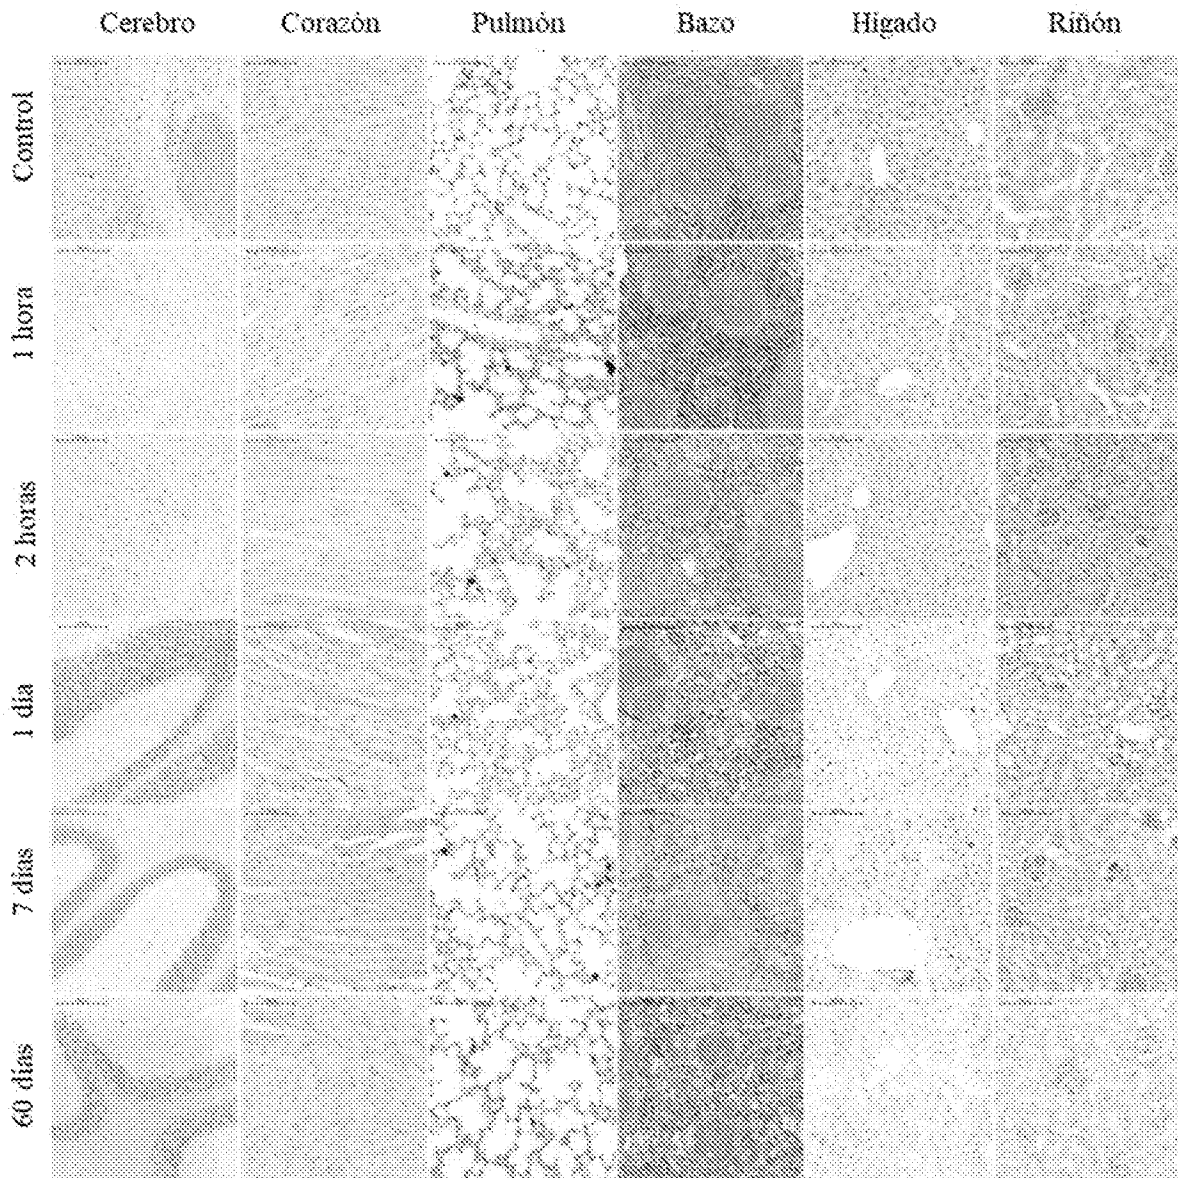 Cerebro Corazón Pulmón Bazo Hígado Riñón
Control
1 hora
2 horas
1 día
7 días
60 días